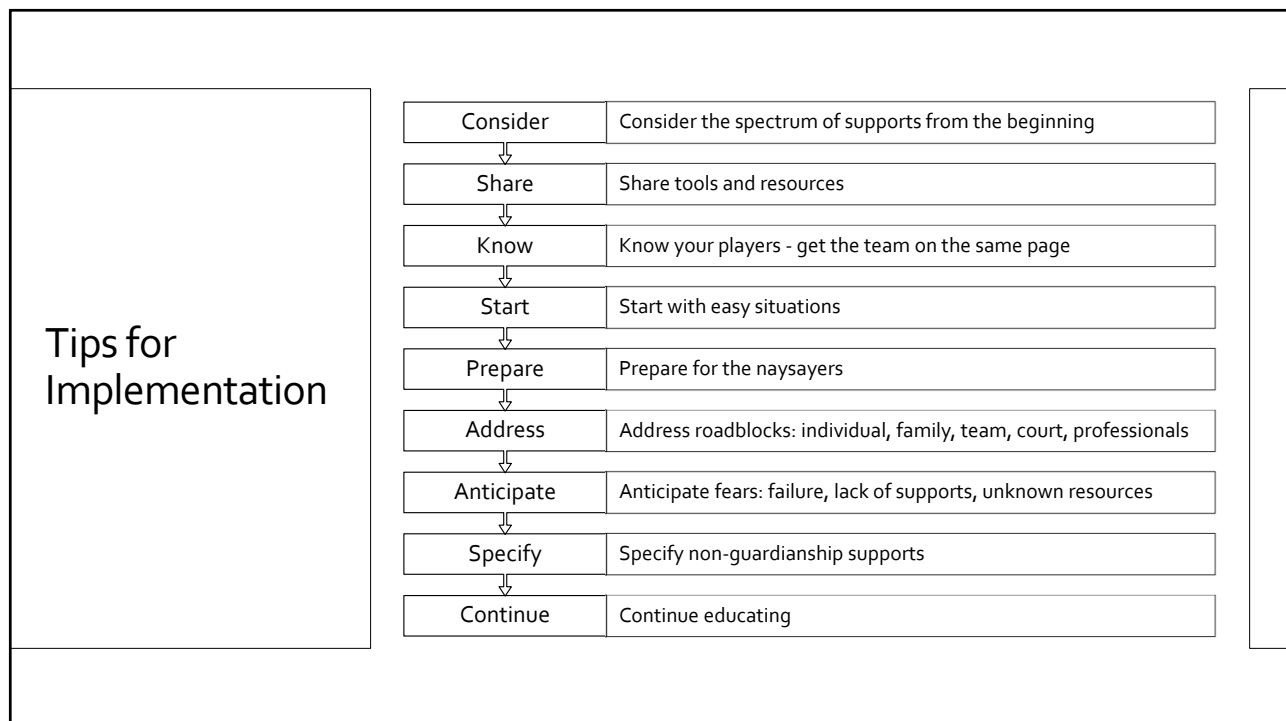 Tips for
Implementation
Consider
Consider the spectrum of supports from the beginning
Share
Share tools and resources
Know
Know your players - get the team on the same page
Start
Start with easy situations
Prepare
Prepare for the naysayers
Address
Address roadblocks: individual, family, team, court, professionals
Anticipate
Anticipate fears: failure, lack of supports, unknown resources
Specify
Specify non-guardianship supports
Continue
Continue educating